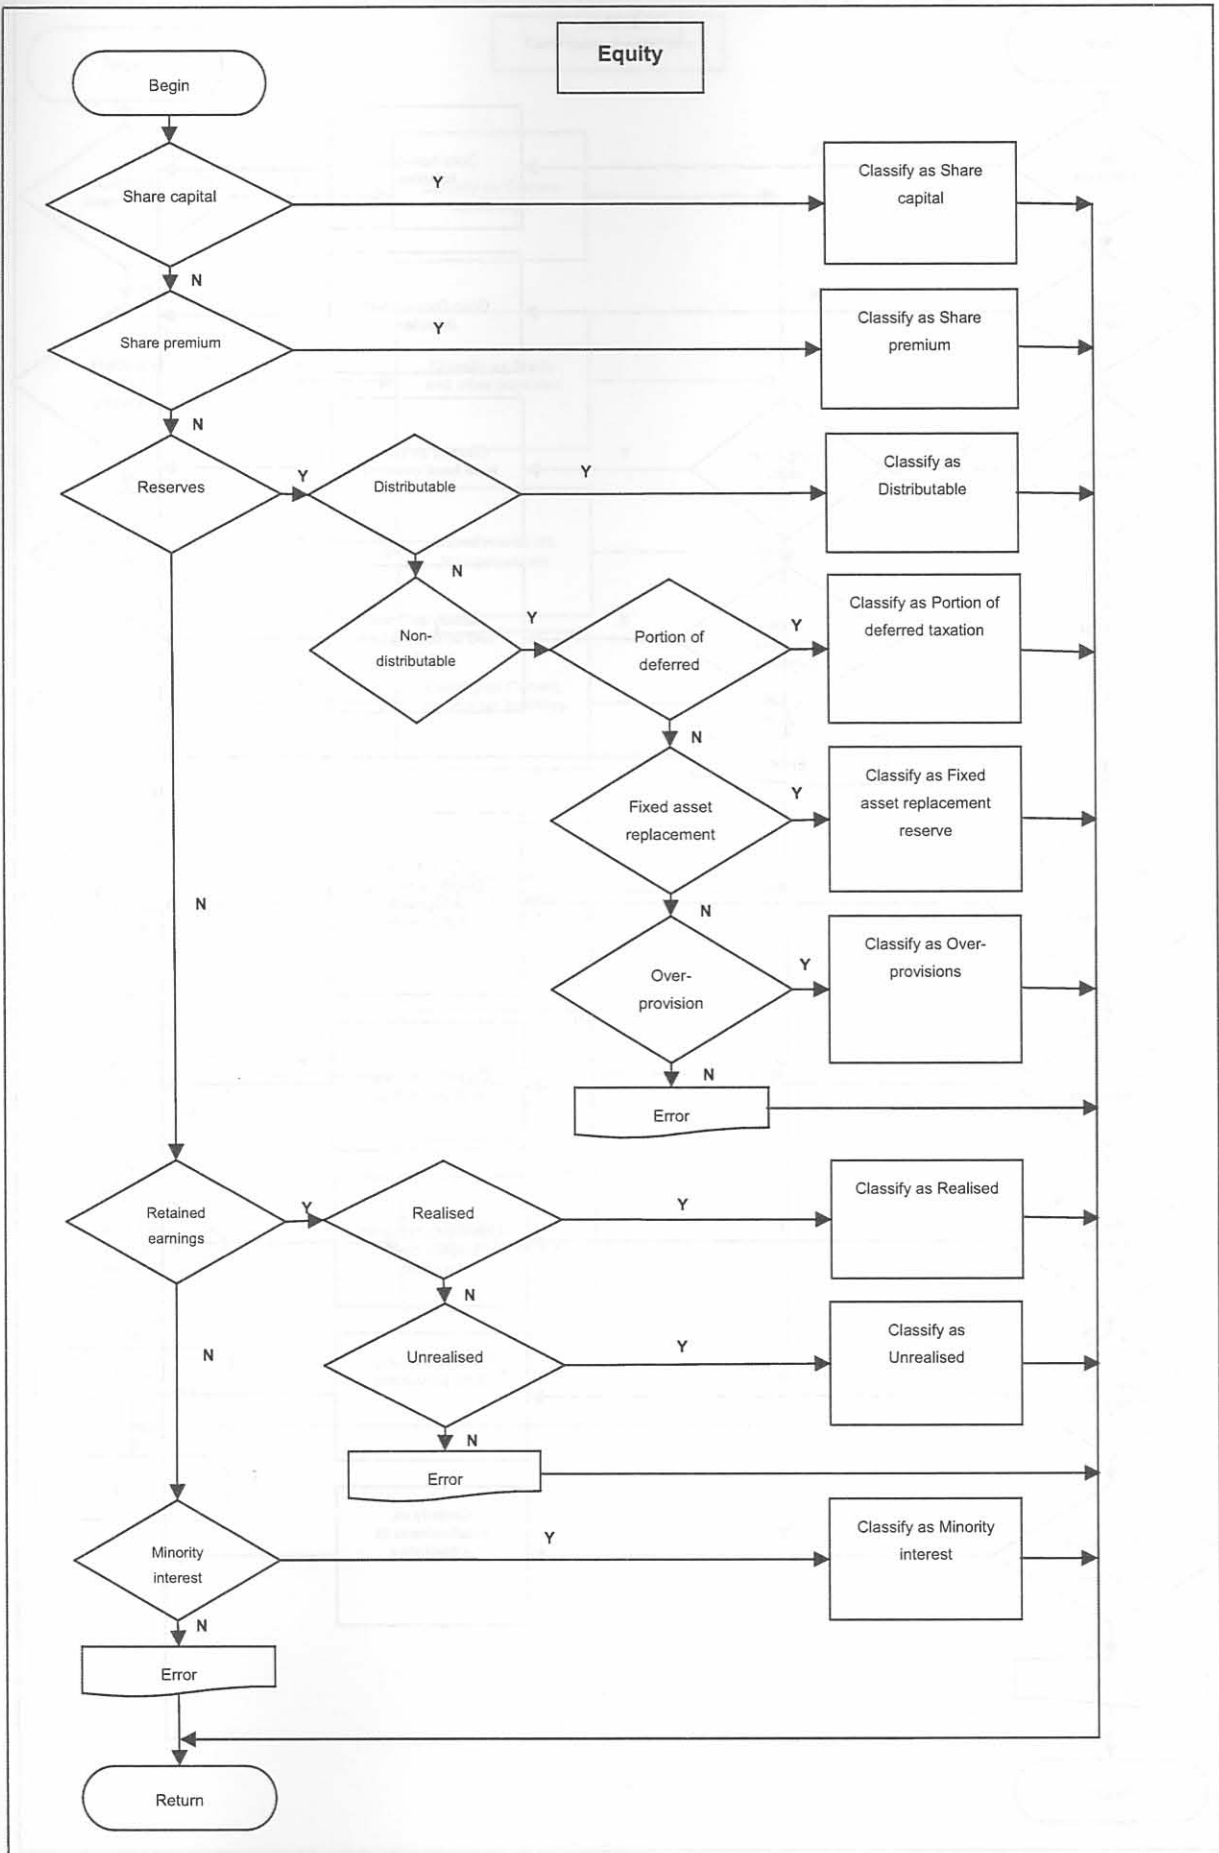 Equity
Begin
Share capital
Y
Classify as Share
capital
N
Share premium
Y
Classify as Share
premium
N
Reserves
Y
Distributable
Y
Classify as
Distributable
N
Non-
distributable
Y
Portion of
deferred
Y
Classify as Portion of
deferred taxation
N
Fixed asset
replacement
Y
Classify as Fixed
asset replacement
reserve
N
N
Over-
provision
Y
Classify as Over-
provisions
N
Error
Retained
earnings
Y
Realised
Y
Classify as Realised
N
N
Unrealised
Y
Classify as
Unrealised
N
Error
Minority
interest
Y
Classify as Minority
interest
N
Error
Return